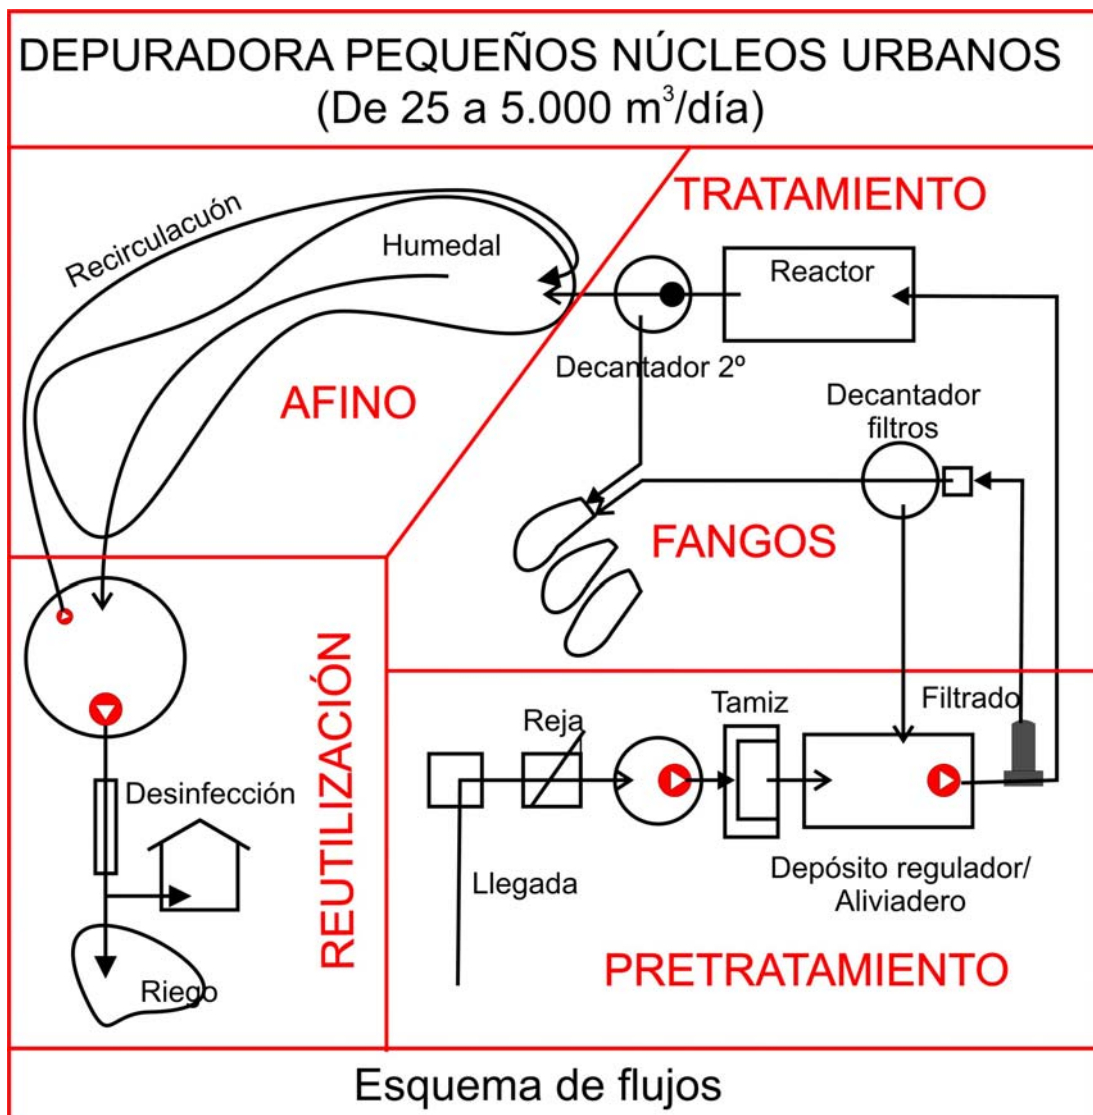 DEPURADORA PEQUEÑOS NÚCLEOS URBANOS
(De 25 a 5.000 m³/día)
TRATAMIENTO
Recirculacuón
Humedal
Reactor
Decantador 2º
AFINO
Decantador
filtros
FANGOS
REUTILIZACIÓN
Tamiz
Filtrado
Reja
Desinfección
Llegada
Depósito regulador/
Aliviadero
PRETRATAMIENTO
Riego
Esquema de flujos